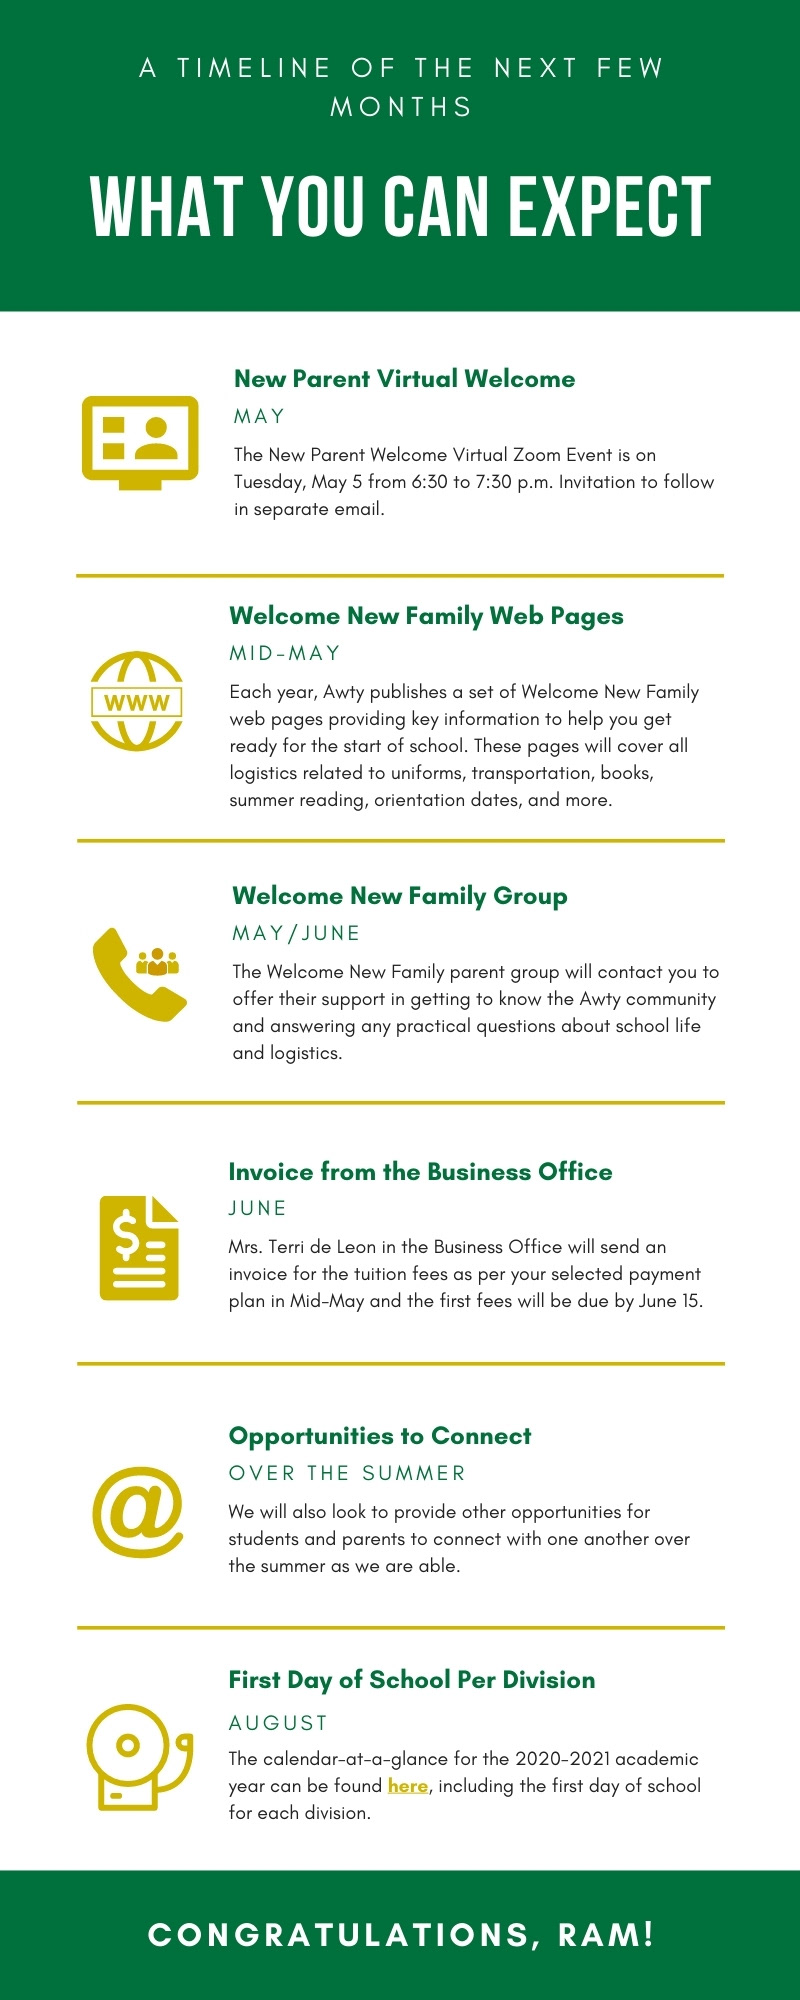 A TIMELINE OF THE NEXT FEW
MONTHS
WHAT YOU CAN EXPECT
New Parent Virtual Welcome
MAY
The New Parent Welcome Virtual Zoom Event is on
Tuesday, May 5 from 6:30 to 7:30 p.m. Invitation to follow
in separate email.
Welcome New Family Web Pages
MID-MAY
WWW
Each year, Awty publishes a set of Welcome New Family
web pages providing key information to help you get
ready for the start of school. These pages will cover all
logistics related to uniforms, transportation, books,
summer reading, orientation dates, and more.
Welcome New Family Group
MAY/JUNE
The Welcome New Family parent group will contact you to
offer their support in getting to know the Awty community
and answering any practical questions about school life
and logistics.
Invoice from the Business Office
JUNE
$
Mrs. Terri de Leon in the Business Office will send an
invoice for the tuition fees as per your selected payment
plan in Mid-May and the first fees will be due by June 15.
Opportunities to Connect
OVER THE SUMMER
@
We will also look to provide other opportunities for
students and parents to connect with one another over
the summer as we are able.
First Day of School Per Division
AUGUST
The calendar-at-a-glance for the 2020-2021 academic
year can be found here, including the first day of school
for each division.
CONGRATULATIONS, RAM!